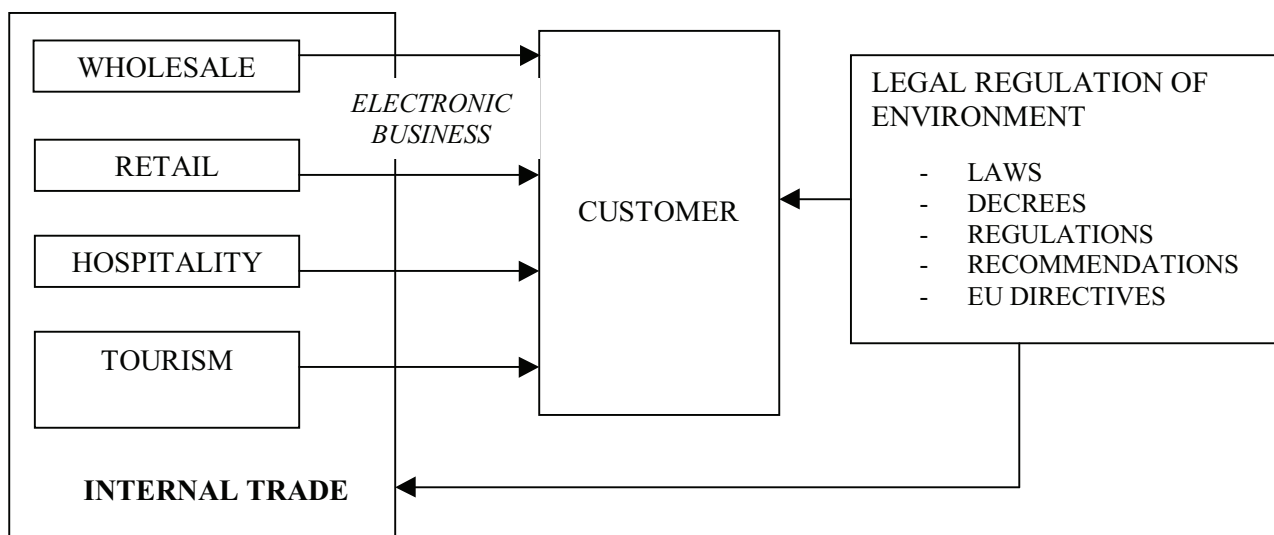 WHOLESALE
ELECTRONIC
BUSINESS
RETAIL
HOSPITALITY
TOURISM
INTERNAL TRADE
CUSTOMER
LEGAL REGULATION OF
ENVIRONMENT
- LAWS
- DECREES
- REGULATIONS
- RECOMMENDATIONS
- EU DIRECTIVES